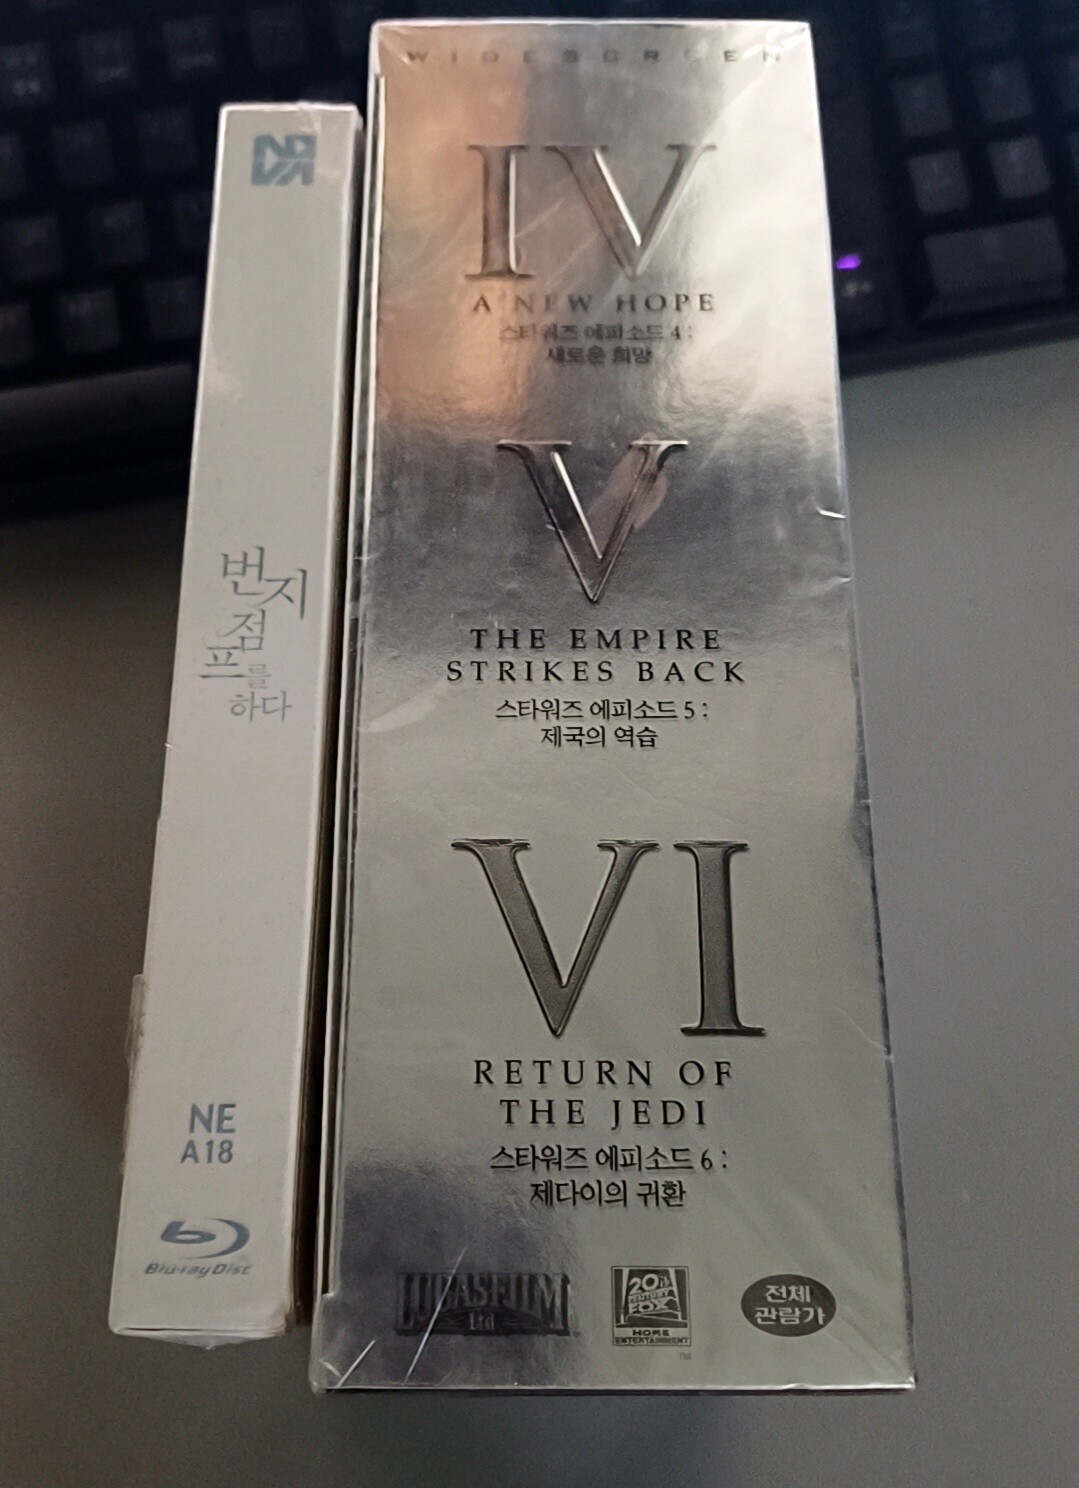 번지
점
프를
하다
NE
A18
Blu-ray Disc
WIDESCREEN
IV
A NEW HOPE
스타워즈 에피소드 4 :
새로운 희망
V
THE EMPIRE
STRIKES BACK
스타워즈 에피소드 5 :
제국의 역습
VI
RETURN OF
THE JEDI
스타워즈 에피소드 6 :
제다이의 귀환
LUCASFILM
Ltd
20th
CENTURY
FOX
HOME
ENTERTAINMENT
전체
관람가